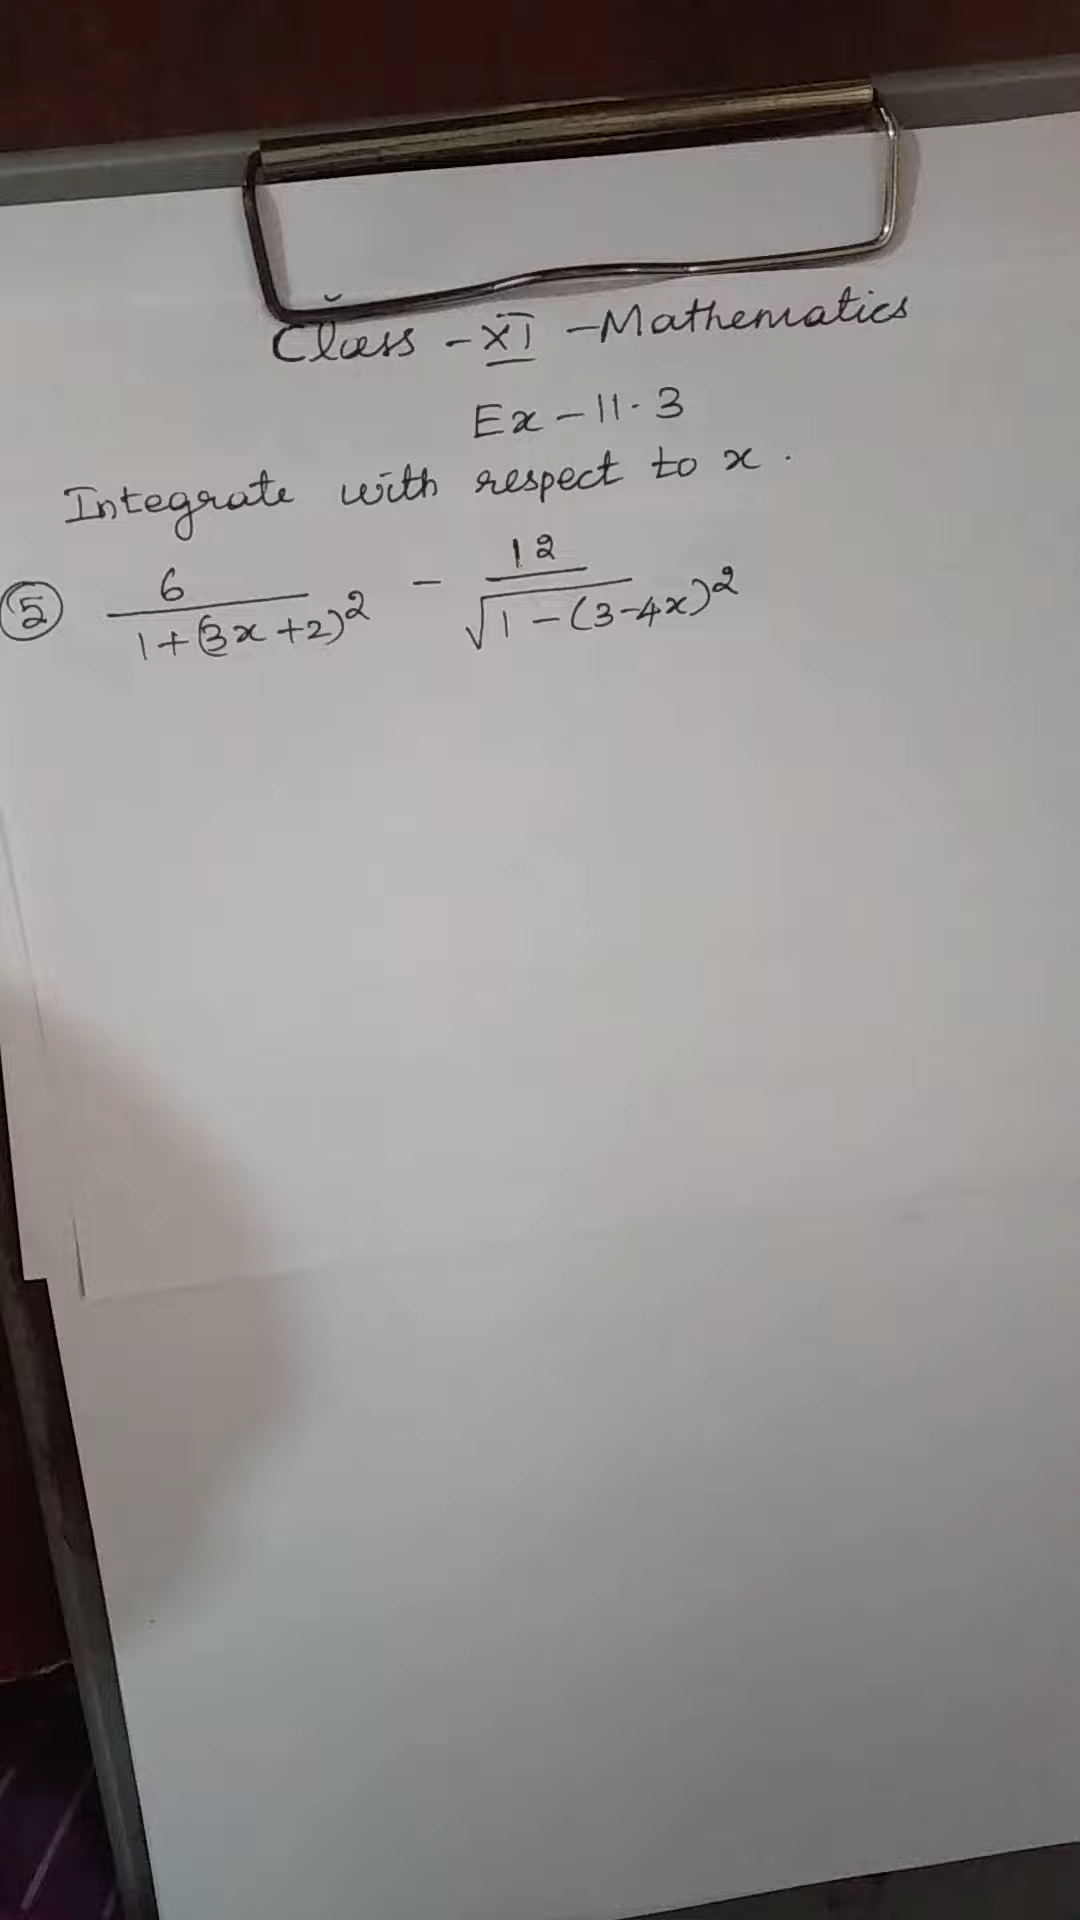 Class - XI - Mathematics
Ex - 11.3
Integrate with respect to x.
⑤ 6/(1+(3x+2)²) - 12/√(1-(3-4x)²)